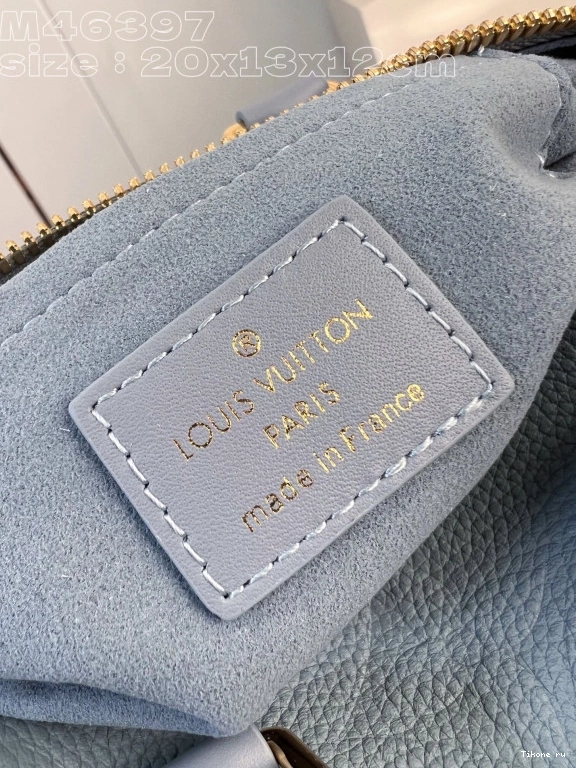 M46397
size : 20x13x12cm
®
LOUIS VUITTON
PARIS
made in France
Tikone ru